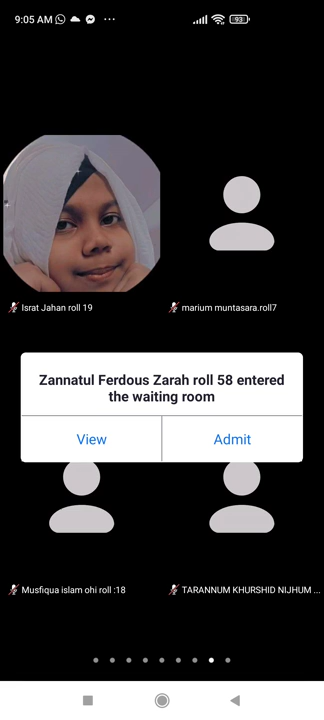 9:05 AM
93
Israt Jahan roll 19
marium muntasara.roll7
Zannatul Ferdous Zarah roll 58 entered
the waiting room
View
Admit
Musfiqua islam ohi roll :18
TARANNUM KHURSHID NIJHUM ...